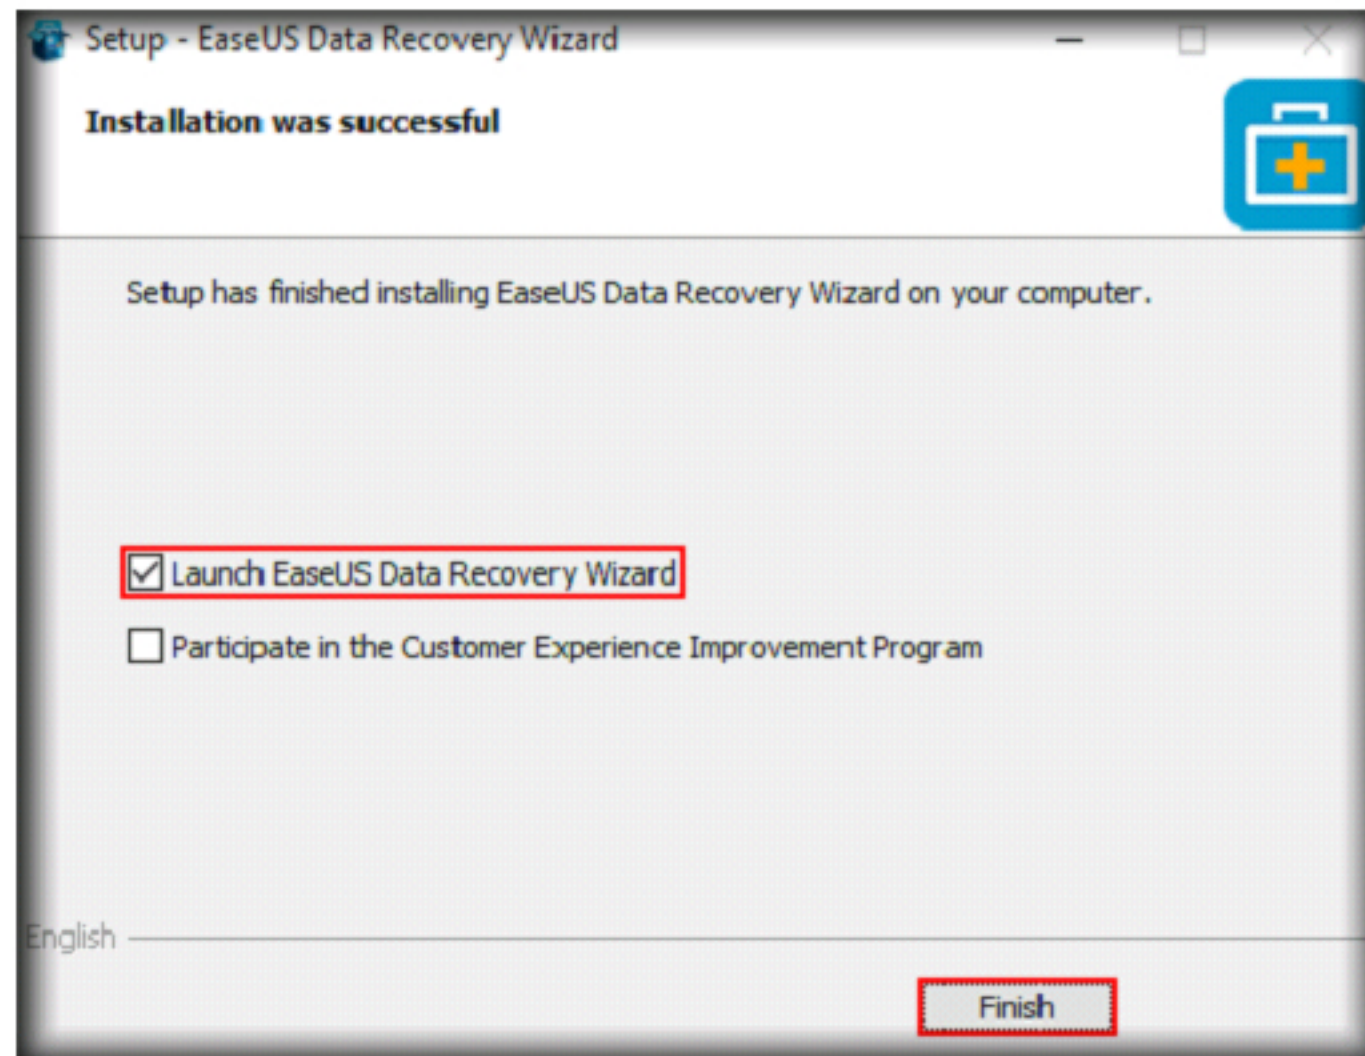 Setup - EaseUS Data Recovery Wizard
Installation was successful
Setup has finished installing EaseUS Data Recovery Wizard on your computer.
Launch EaseUS Data Recovery Wizard
Participate in the Customer Experience Improvement Program
English
Finish